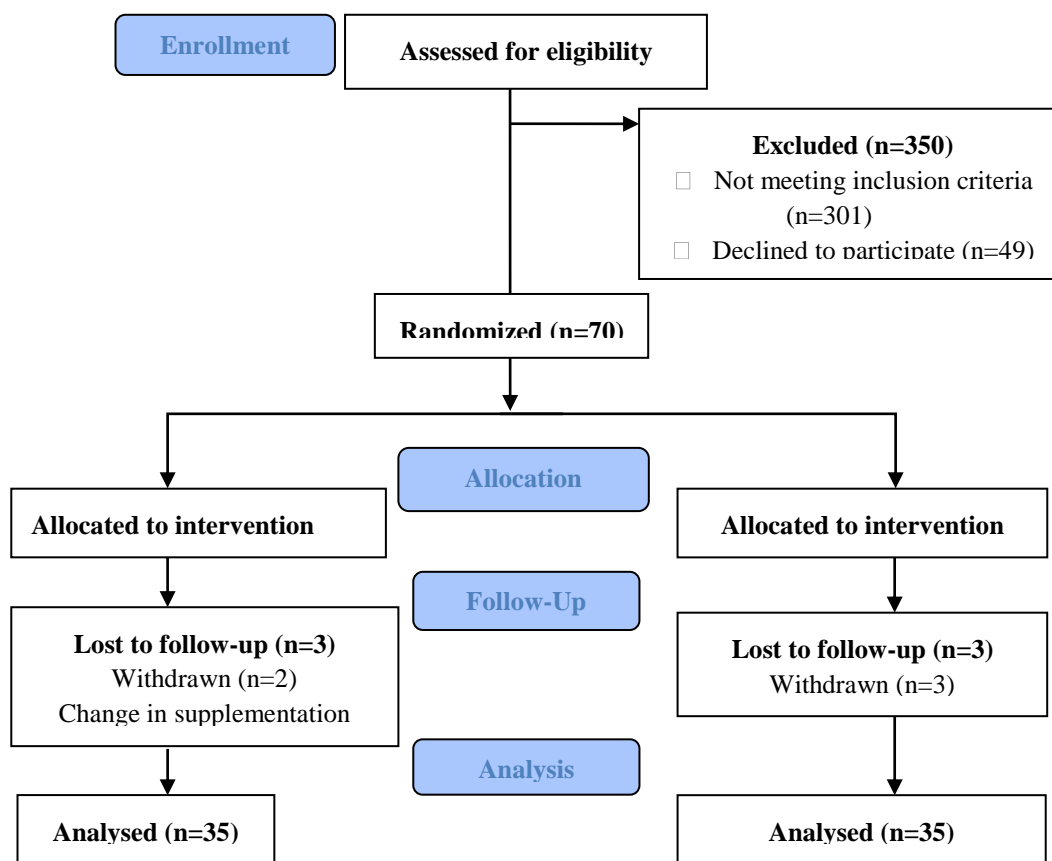 Enrollment
Assessed for eligibility
Excluded (n=350)
Not meeting inclusion criteria
(n=301)
Declined to participate (n=49)
Randomized (n=70)
Allocation
Allocated to intervention
Allocated to intervention
Follow-Up
Lost to follow-up (n=3)
Withdrawn (n=2)
Change in supplementation
Lost to follow-up (n=3)
Withdrawn (n=3)
Analysis
Analysed (n=35)
Analysed (n=35)